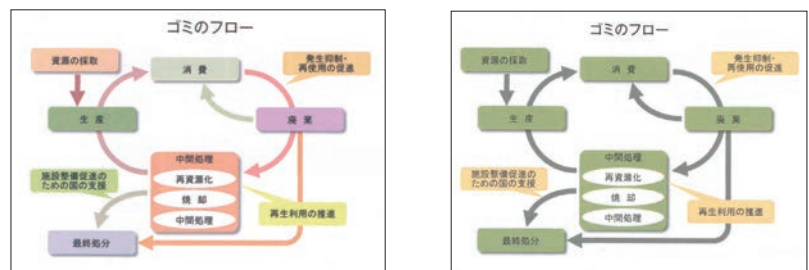 ゴミのフロー
資源の採取
消 費
発生抑制・
再使用の促進
生 産
廃 棄
中間処理
施設整備促進の
ための国の支援
再資源化
焼 却
中間処理
再生利用の推進
最終処分
ゴミのフロー
資源の採取
消 費
発生抑制・
再使用の促進
生 産
廃 棄
中間処理
施設整備促進の
ための国の支援
再資源化
焼 却
中間処理
再生利用の推進
最終処分